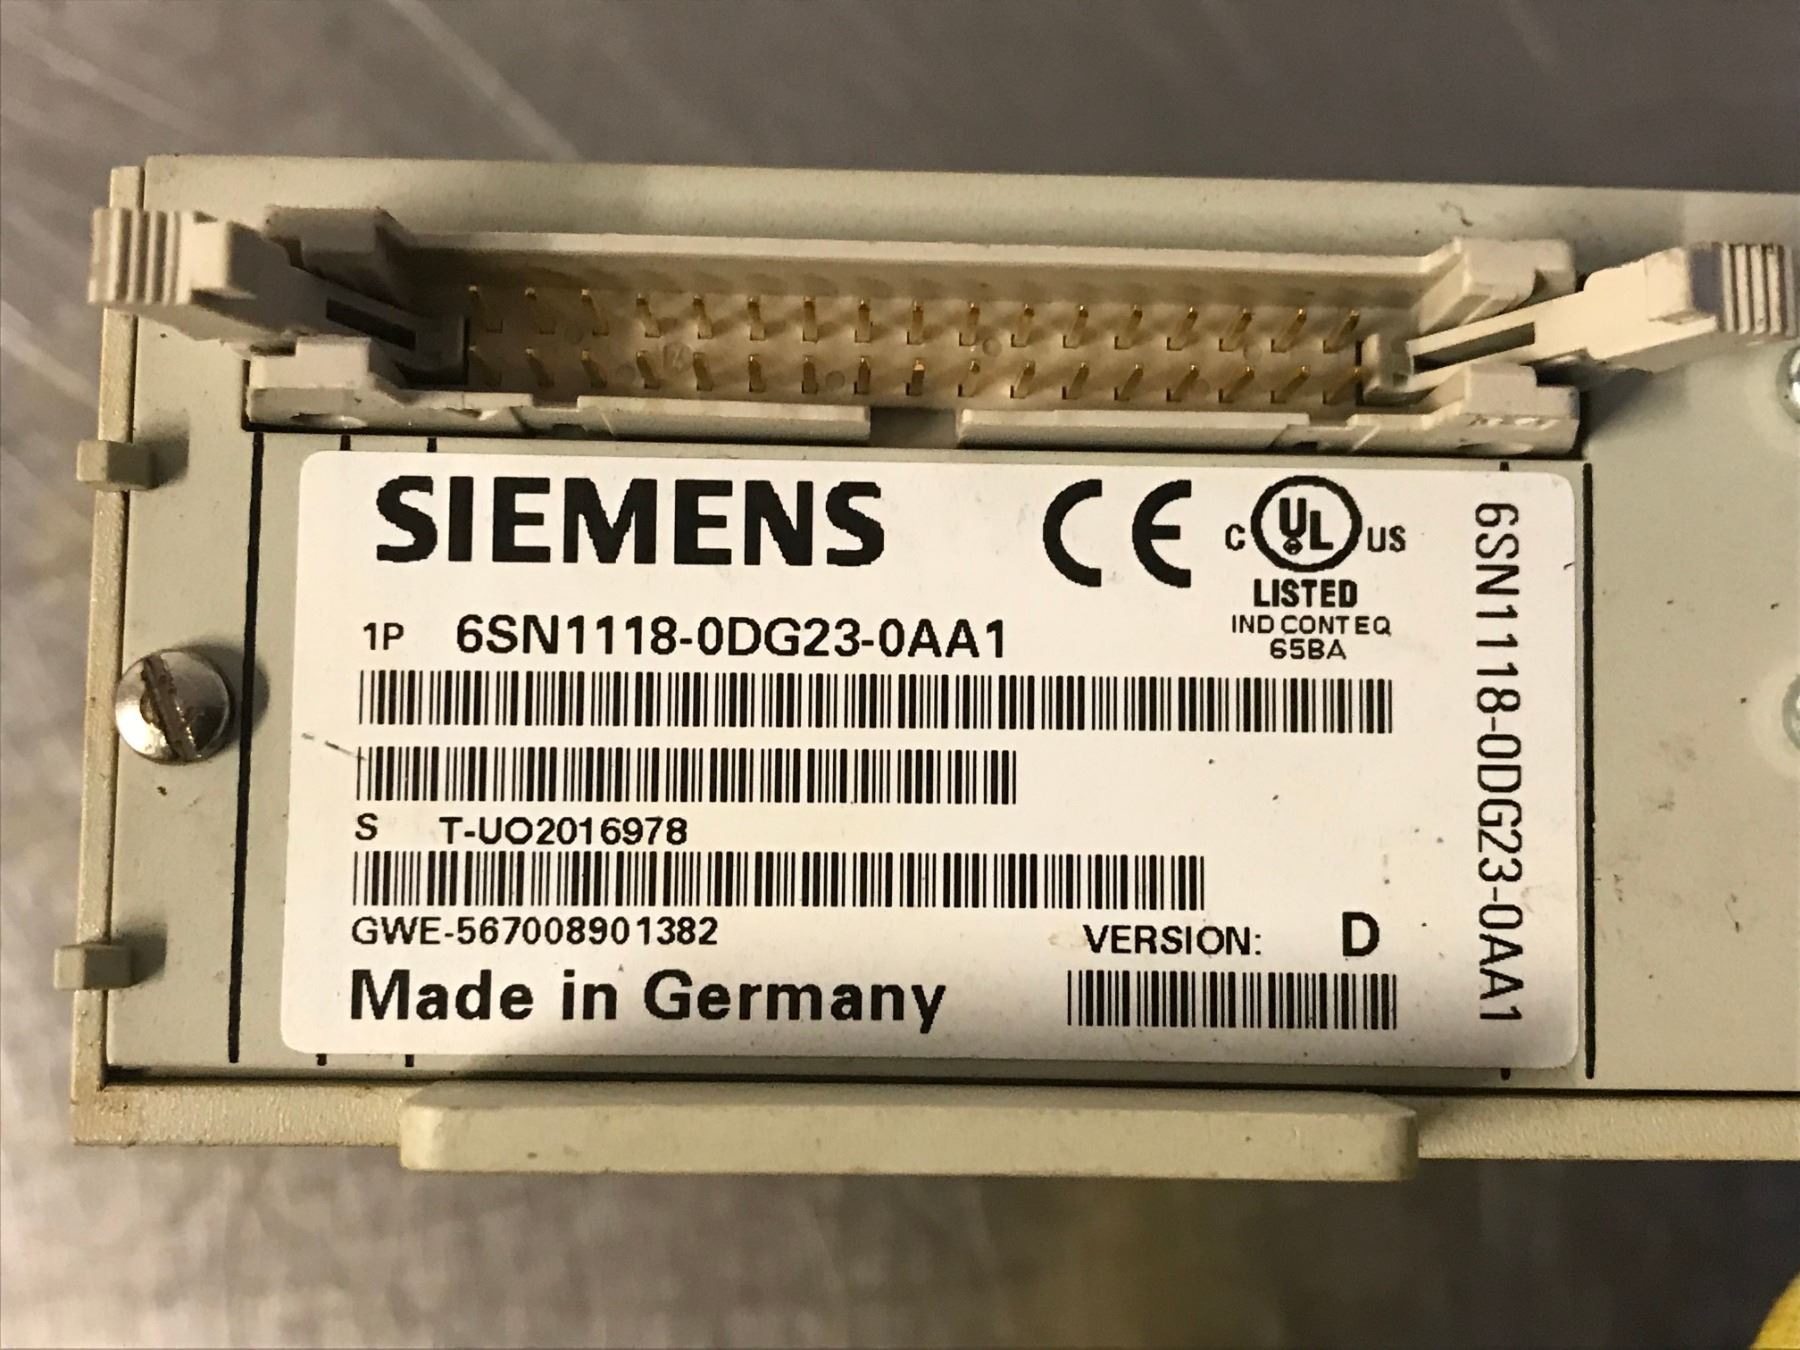 SIEMENS
CE
C UL US
LISTED
IND CONT EQ
65BA
1P 6SN1118-0DG23-0AA1
S T-UO2016978
GWE-567008901382
VERSION: D
Made in Germany
6SN1118-0DG23-0AA1